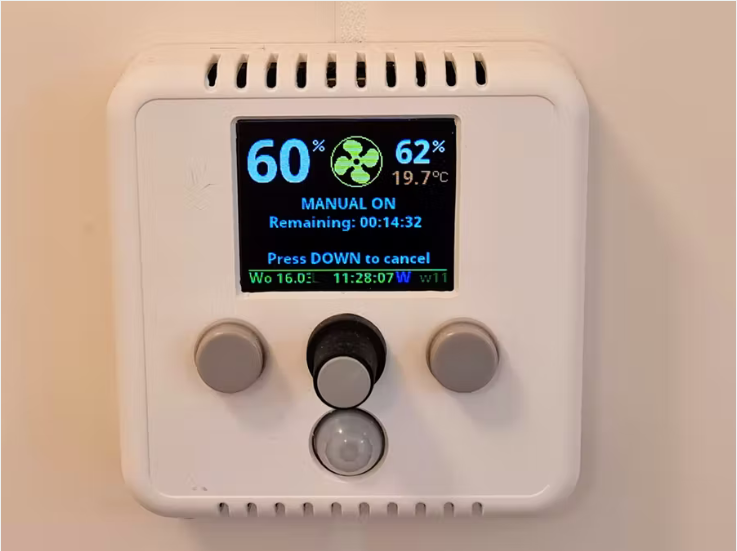 60% 62%
19.7°C
MANUAL ON
Remaining: 00:14:32
Press DOWN to cancel
Wo 16.03 11:28:07 W w11